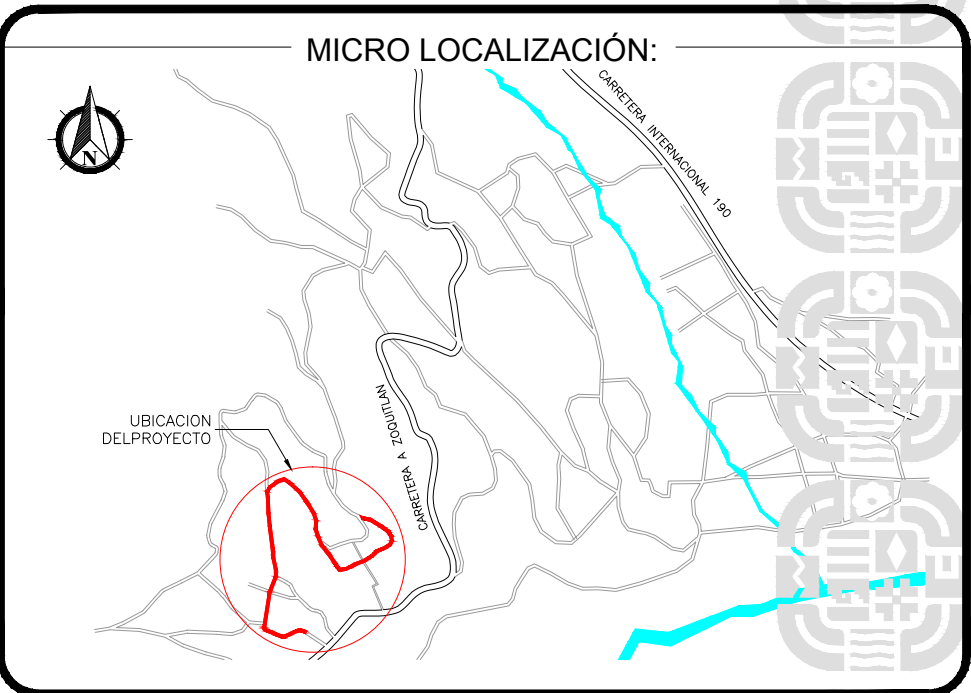 MICRO LOCALIZACIÓN:
N
CARRETERA INTERNACIONAL 190
CARRETERA A ZOQUITLAN
UBICACION
DELPROYECTO